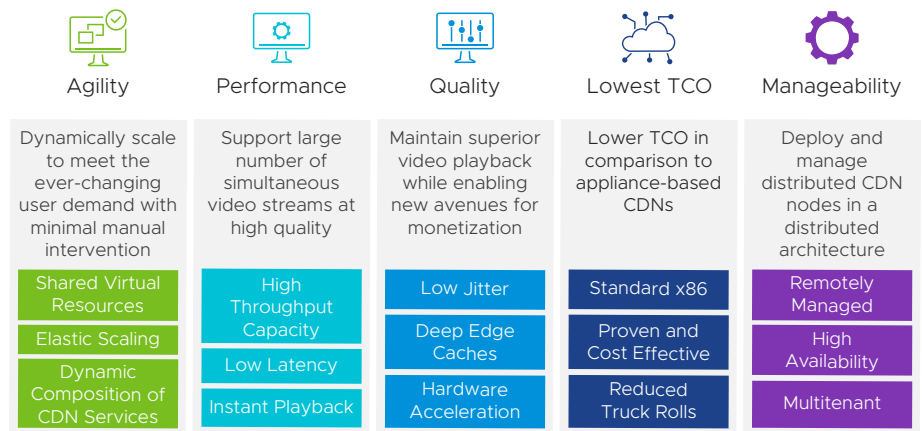 Agility
Performance
Quality
Lowest TCO
Manageability
Dynamically scale
to meet the
ever-changing
user demand with
minimal manual
intervention
Shared Virtual
Resources
Elastic Scaling
Dynamic
Composition of
CDN Services
Support large
number of
simultaneous
video streams at
high quality
High
Throughput
Capacity
Low Latency
Instant Playback
Maintain superior
video playback
while enabling
new avenues for
monetization
Low Jitter
Deep Edge
Caches
Hardware
Acceleration
Lower TCO in
comparison to
appliance-based
CDNs
Standard x86
Proven and
Cost Effective
Reduced
Truck Rolls
Deploy and
manage
distributed CDN
nodes in a
distributed
architecture
Remotely
Managed
High
Availability
Multitenant